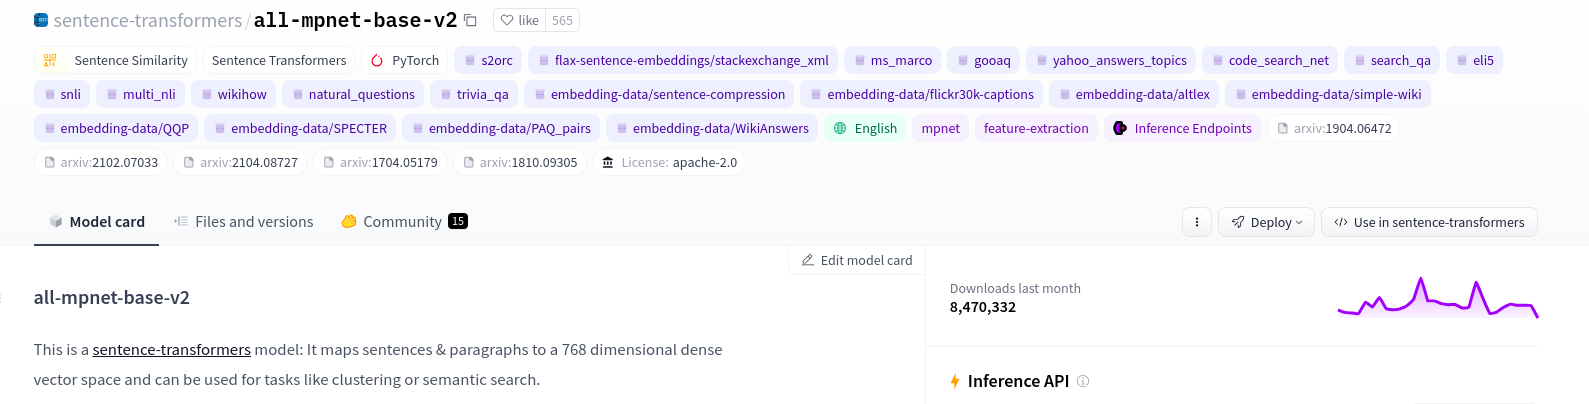 sentence-transformers/all-mpnet-base-v2 like 565
Sentence Similarity Sentence Transformers PyTorch s2orc flax-sentence-embeddings/stackexchange_xml ms_marco gooaq yahoo_answers_topics code_search_net search_qa eli5
snli multi_nli wikihow natural_questions trivia_qa embedding-data/sentence-compression embedding-data/flickr30k-captions embedding-data/altlex embedding-data/simple-wiki
embedding-data/QQP embedding-data/SPECTER embedding-data/PAQ_pairs embedding-data/WikiAnswers English mpnet feature-extraction Inference Endpoints arxiv:1904.06472
arxiv:2102.07033 arxiv:2104.08727 arxiv:1704.05179 arxiv:1810.09305 License: apache-2.0
Model card Files and versions Community 15 Deploy Use in sentence-transformers
Edit model card
all-mpnet-base-v2
This is a sentence-transformers model: It maps sentences & paragraphs to a 768 dimensional dense
vector space and can be used for tasks like clustering or semantic search.
Downloads last month
8,470,332
Inference API